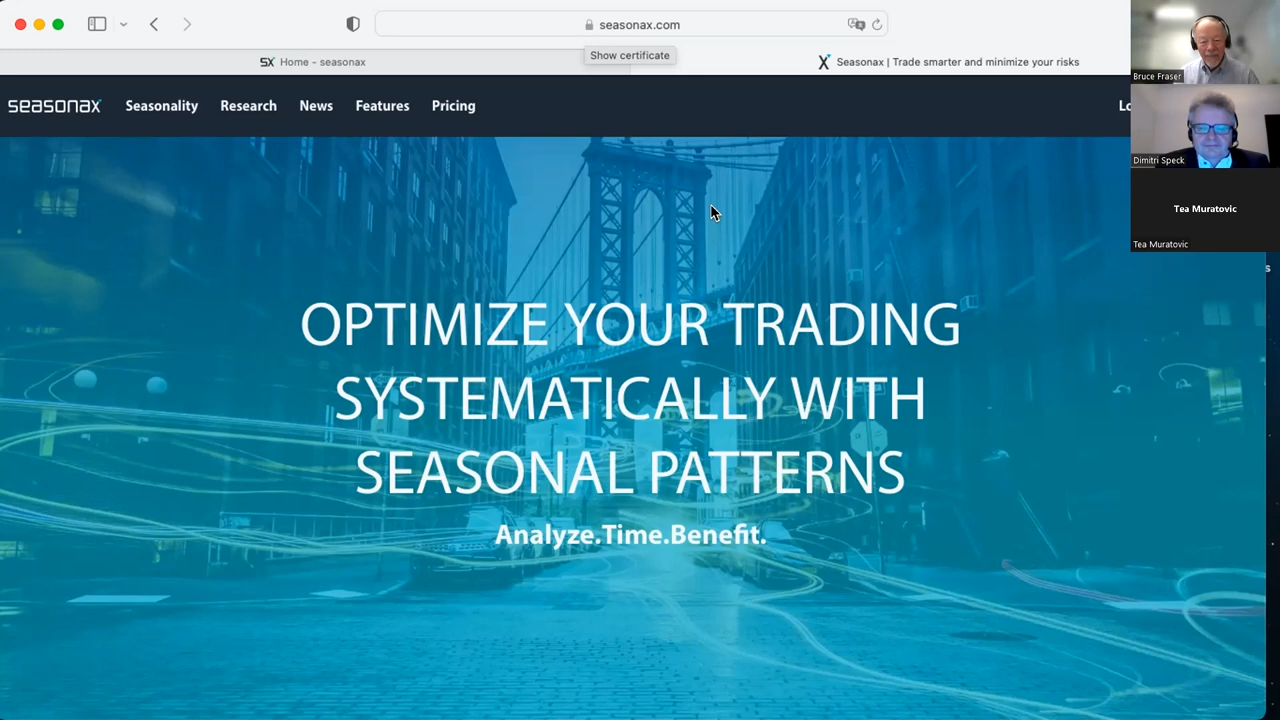 seasonax.com
Show certificate
SX Home – seasonax
Seasonax | Trade smarter and minimize your risks
seasonax
Seasonality
Research
News
Features
Pricing
Bruce Fraser
Dimitri Speck
Tea Muratovic
Tea Muratovic
OPTIMIZE YOUR TRADING
SYSTEMATICALLY WITH
SEASONAL PATTERNS
Analyze.Time.Benefit.